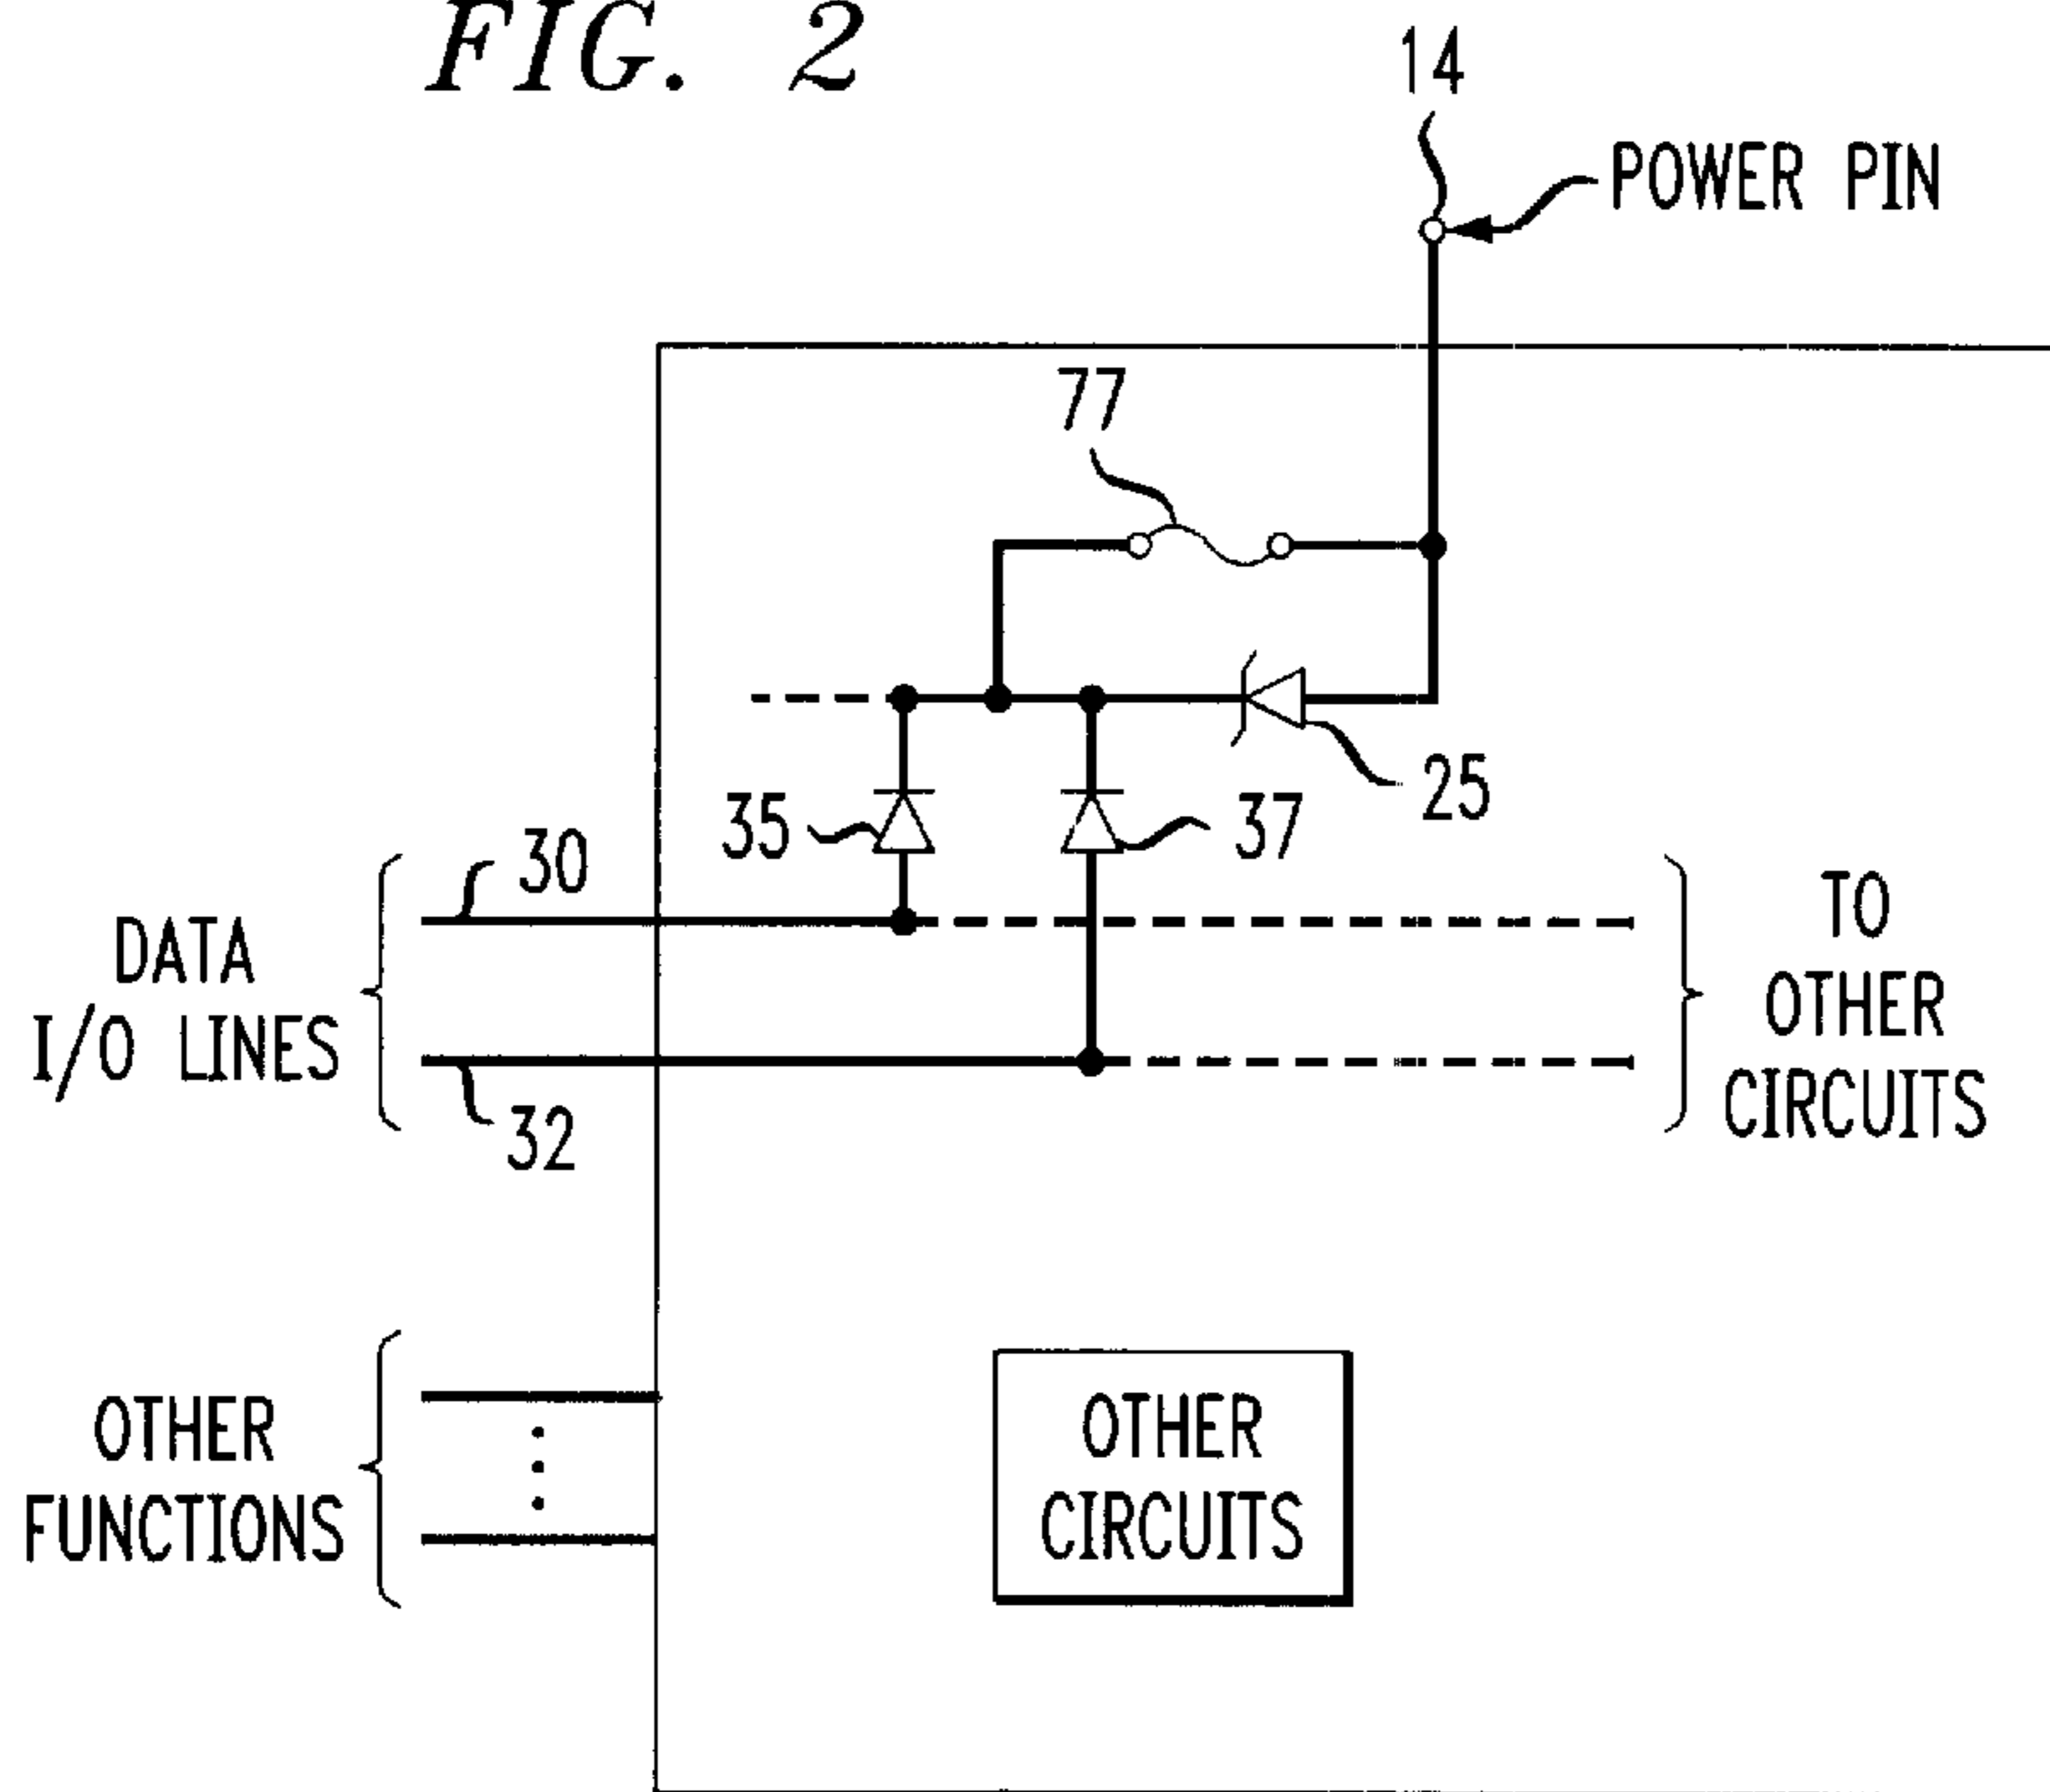 FIG. 2
14
POWER PIN
77
25
35
37
30
DATA
I/O LINES
32
TO
OTHER
CIRCUITS
OTHER
FUNCTIONS
OTHER
CIRCUITS